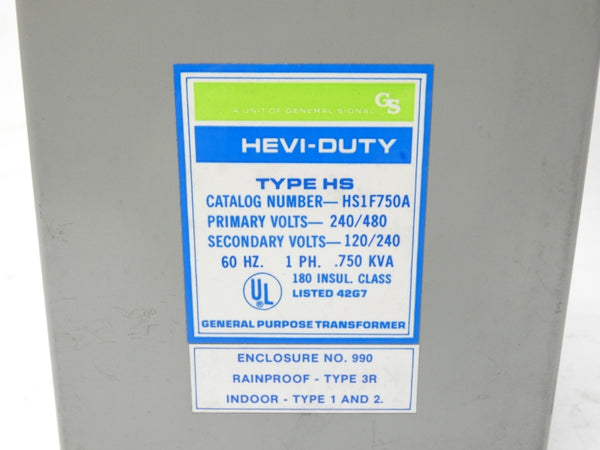 GS
A UNIT OF GENERAL SIGNAL
HEVI-DUTY
TYPE HS
CATALOG NUMBER— HS1F750A
PRIMARY VOLTS— 240/480
SECONDARY VOLTS— 120/240
60 HZ. 1 PH. .750 KVA
180 INSUL. CLASS
UL LISTED 42G7
GENERAL PURPOSE TRANSFORMER
ENCLOSURE NO. 990
RAINPROOF - TYPE 3R
INDOOR - TYPE 1 AND 2.